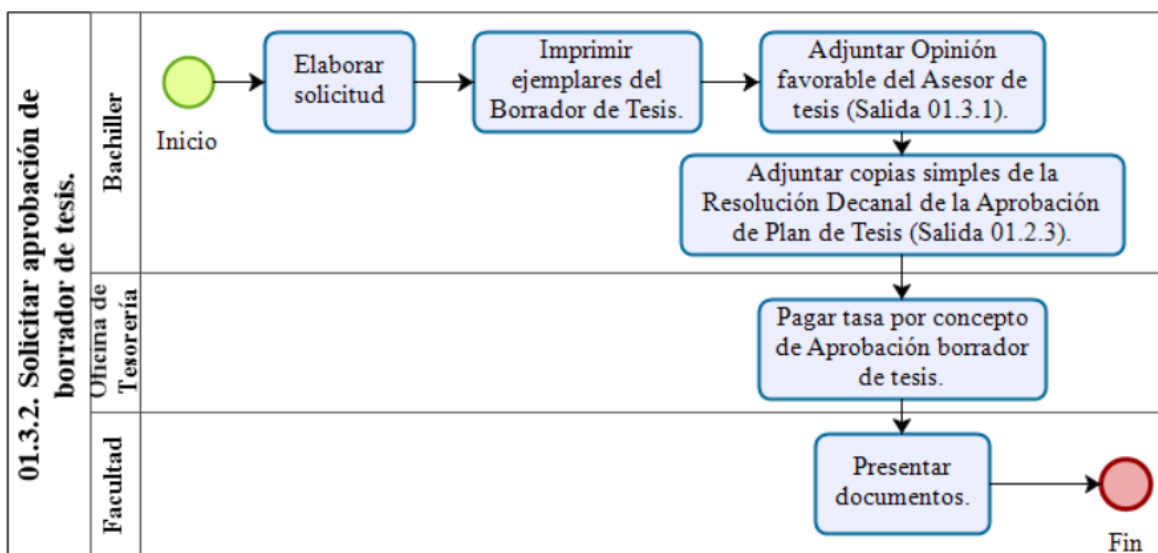 01.3.2. Solicitar aprobación de
borrador de tesis.
Bachiller
Inicio
Elaborar
solicitud
Imprimir
ejemplares del
Borrador de Tesis.
Adjuntar Opinión
favorable del Asesor de
tesis (Salida 01.3.1).
Adjuntar copias simples de la
Resolución Decanal de la Aprobación
de Plan de Tesis (Salida 01.2.3).
Oficina de
Tesorería
Pagar tasa por concepto
de Aprobación borrador
de tesis.
Facultad
Presentar
documentos.
Fin